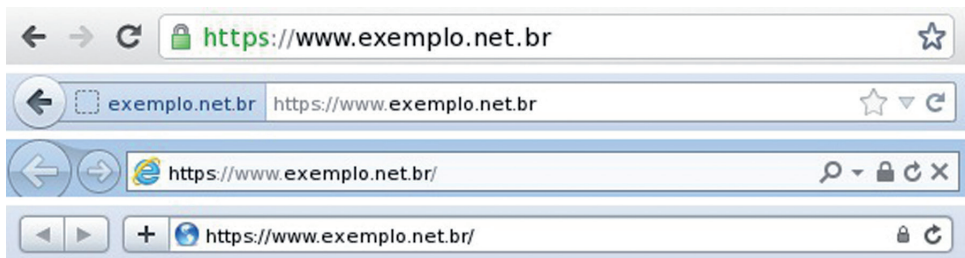 https://www.exemplo.net.br
exemplo.net.br https://www.exemplo.net.br
https://www.exemplo.net.br/
https://www.exemplo.net.br/